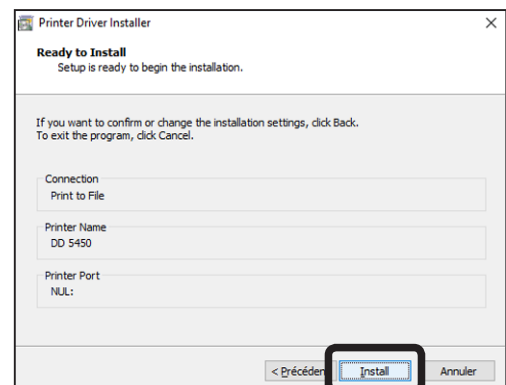 Printer Driver Installer
Ready to Install
Setup is ready to begin the installation.
If you want to confirm or change the installation settings, click Back.
To exit the program, click Cancel.
Connection
Print to File
Printer Name
DD 5450
Printer Port
NUL:
< Précéden Install Annuler